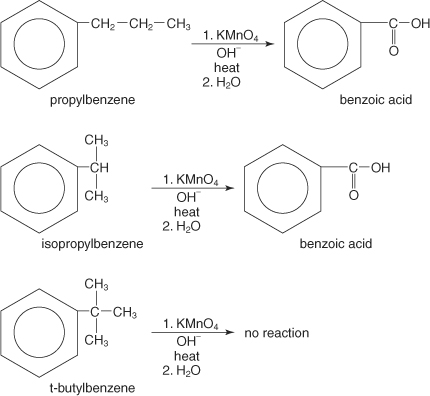 CH₂–CH₂–CH₃ 1. KMnO₄ C–OH
OH⁻ O
heat
2. H₂O
propylbenzene benzoic acid
CH₃
CH 1. KMnO₄ C–OH
OH⁻ O
CH₃ heat
2. H₂O
isopropylbenzene benzoic acid
CH₃
C–CH₃ 1. KMnO₄ no reaction
OH⁻
CH₃ heat
2. H₂O
t-butylbenzene